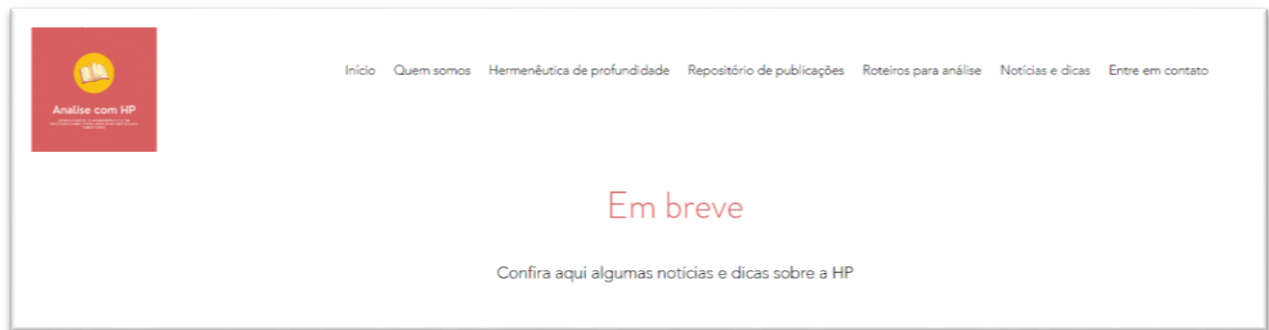 Analise com HP
Início Quem somos Hermenêutica de profundidade Repositório de publicações Roteiros para análise Notícias e dicas Entre em contato
Em breve
Confira aqui algumas notícias e dicas sobre a HP